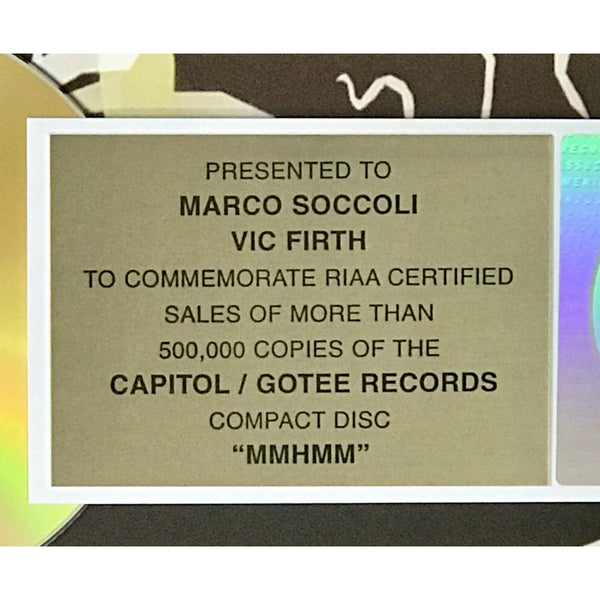 PRESENTED TO
MARCO SOCCOLI
VIC FIRTH
TO COMMEMORATE RIAA CERTIFIED
SALES OF MORE THAN
500,000 COPIES OF THE
CAPITOL / GOTEE RECORDS
COMPACT DISC
“MMHMM”